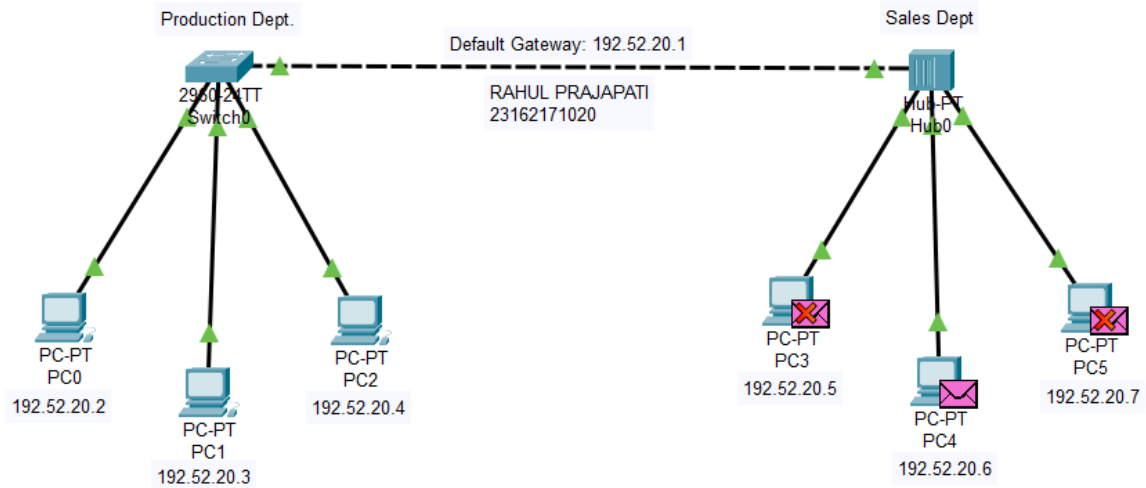 Production Dept.
Sales Dept
Default Gateway: 192.52.20.1
RAHUL PRAJAPATI
23162171020
2950-24TT
Switch0
Hub-PT
Hub0
PC-PT
PC0
192.52.20.2
PC-PT
PC1
192.52.20.3
PC-PT
PC2
192.52.20.4
PC-PT
PC3
192.52.20.5
PC-PT
PC4
192.52.20.6
PC-PT
PC5
192.52.20.7